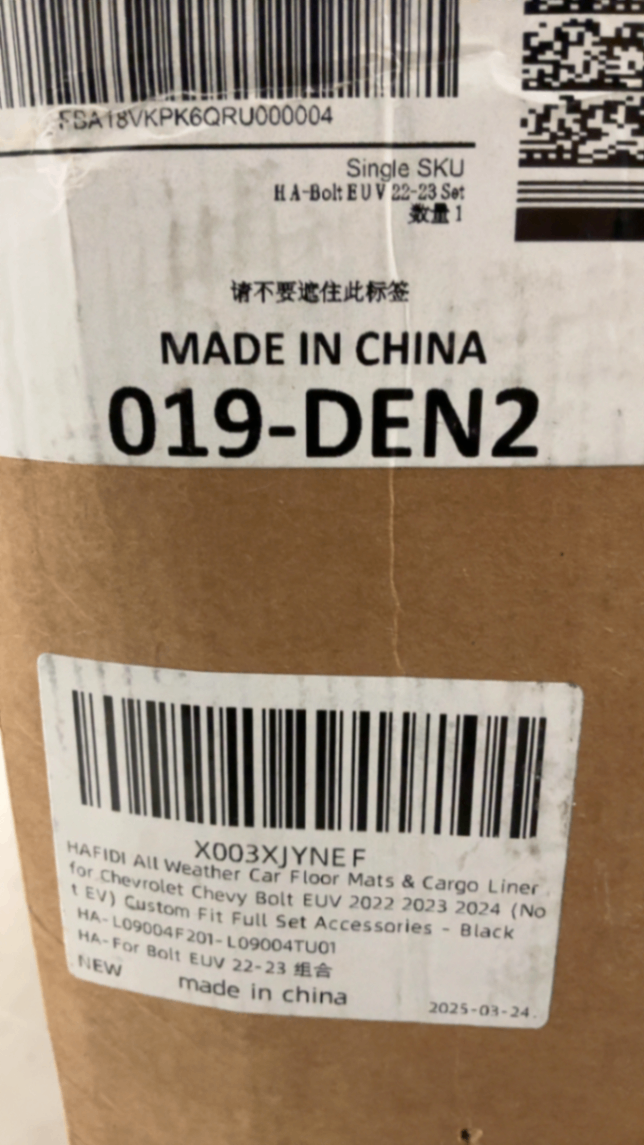 FBA18VKPK6QRU000004
Single SKU
HA-Bolt EUV 22-23 Set
数量 1
请不要遮住此标签
MADE IN CHINA
019-DEN2
X003XJYNEF
HAFIDI All Weather Car Floor Mats & Cargo Liner
for Chevrolet Chevy Bolt EUV 2022 2023 2024 (No
t EV) Custom Fit Full Set Accessories - Black
HA-L09004F201-L09004TU01
HA-For Bolt EUV 22-23 组合
NEW
made in china
2025-03-24